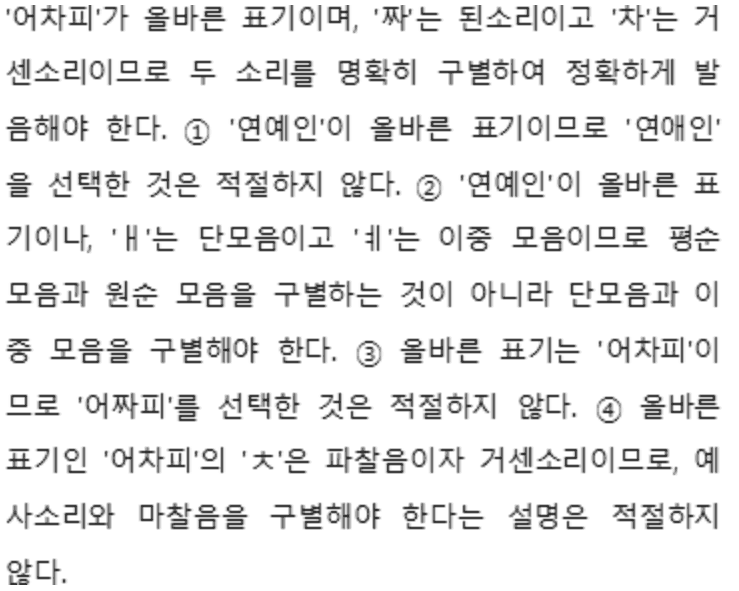 '어차피'가 올바른 표기이며, '짜'는 된소리이고 '차'는 거
센소리이므로 두 소리를 명확히 구별하여 정확하게 발
음해야 한다. ① '연예인'이 올바른 표기이므로 '연애인'
을 선택한 것은 적절하지 않다. ② '연예인'이 올바른 표
기이나, 'ㅐ'는 단모음이고 'ㅖ'는 이중 모음이므로 평순
모음과 원순 모음을 구별하는 것이 아니라 단모음과 이
중 모음을 구별해야 한다. ③ 올바른 표기는 '어차피'이
므로 '어짜피'를 선택한 것은 적절하지 않다. ④ 올바른
표기인 '어차피'의 'ㅊ'은 파찰음이자 거센소리이므로, 예
사소리와 마찰음을 구별해야 한다는 설명은 적절하지
않다.